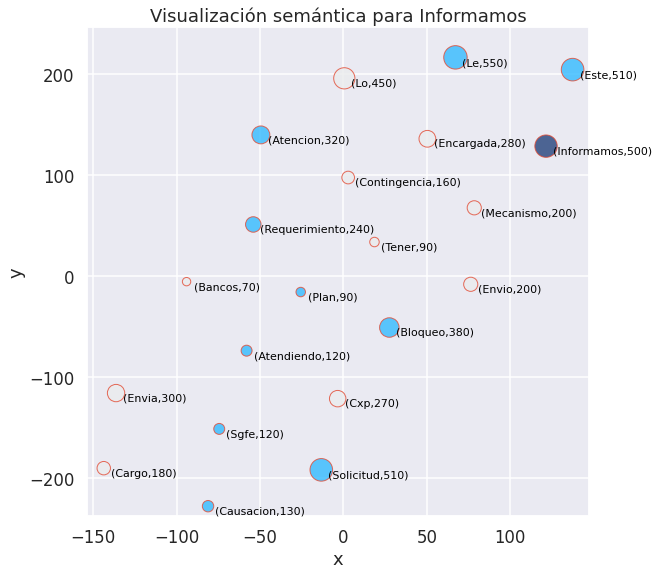 Visualización semántica para Informamos
(Le,550)
(Este,510)
(Lo,450)
(Atencion,320)
(Encargada,280)
(Informamos,500)
(Contingencia,160)
(Mecanismo,200)
(Requerimiento,240)
(Tener,90)
(Bancos,70)
(Plan,90)
(Envio,200)
(Bloqueo,380)
(Atendiendo,120)
(Envia,300)
(Cxp,270)
(Sgfe,120)
(Cargo,180)
(Solicitud,510)
(Causacion,130)
y
200
100
0
−100
−200
−150
−100
−50
0
50
100
x